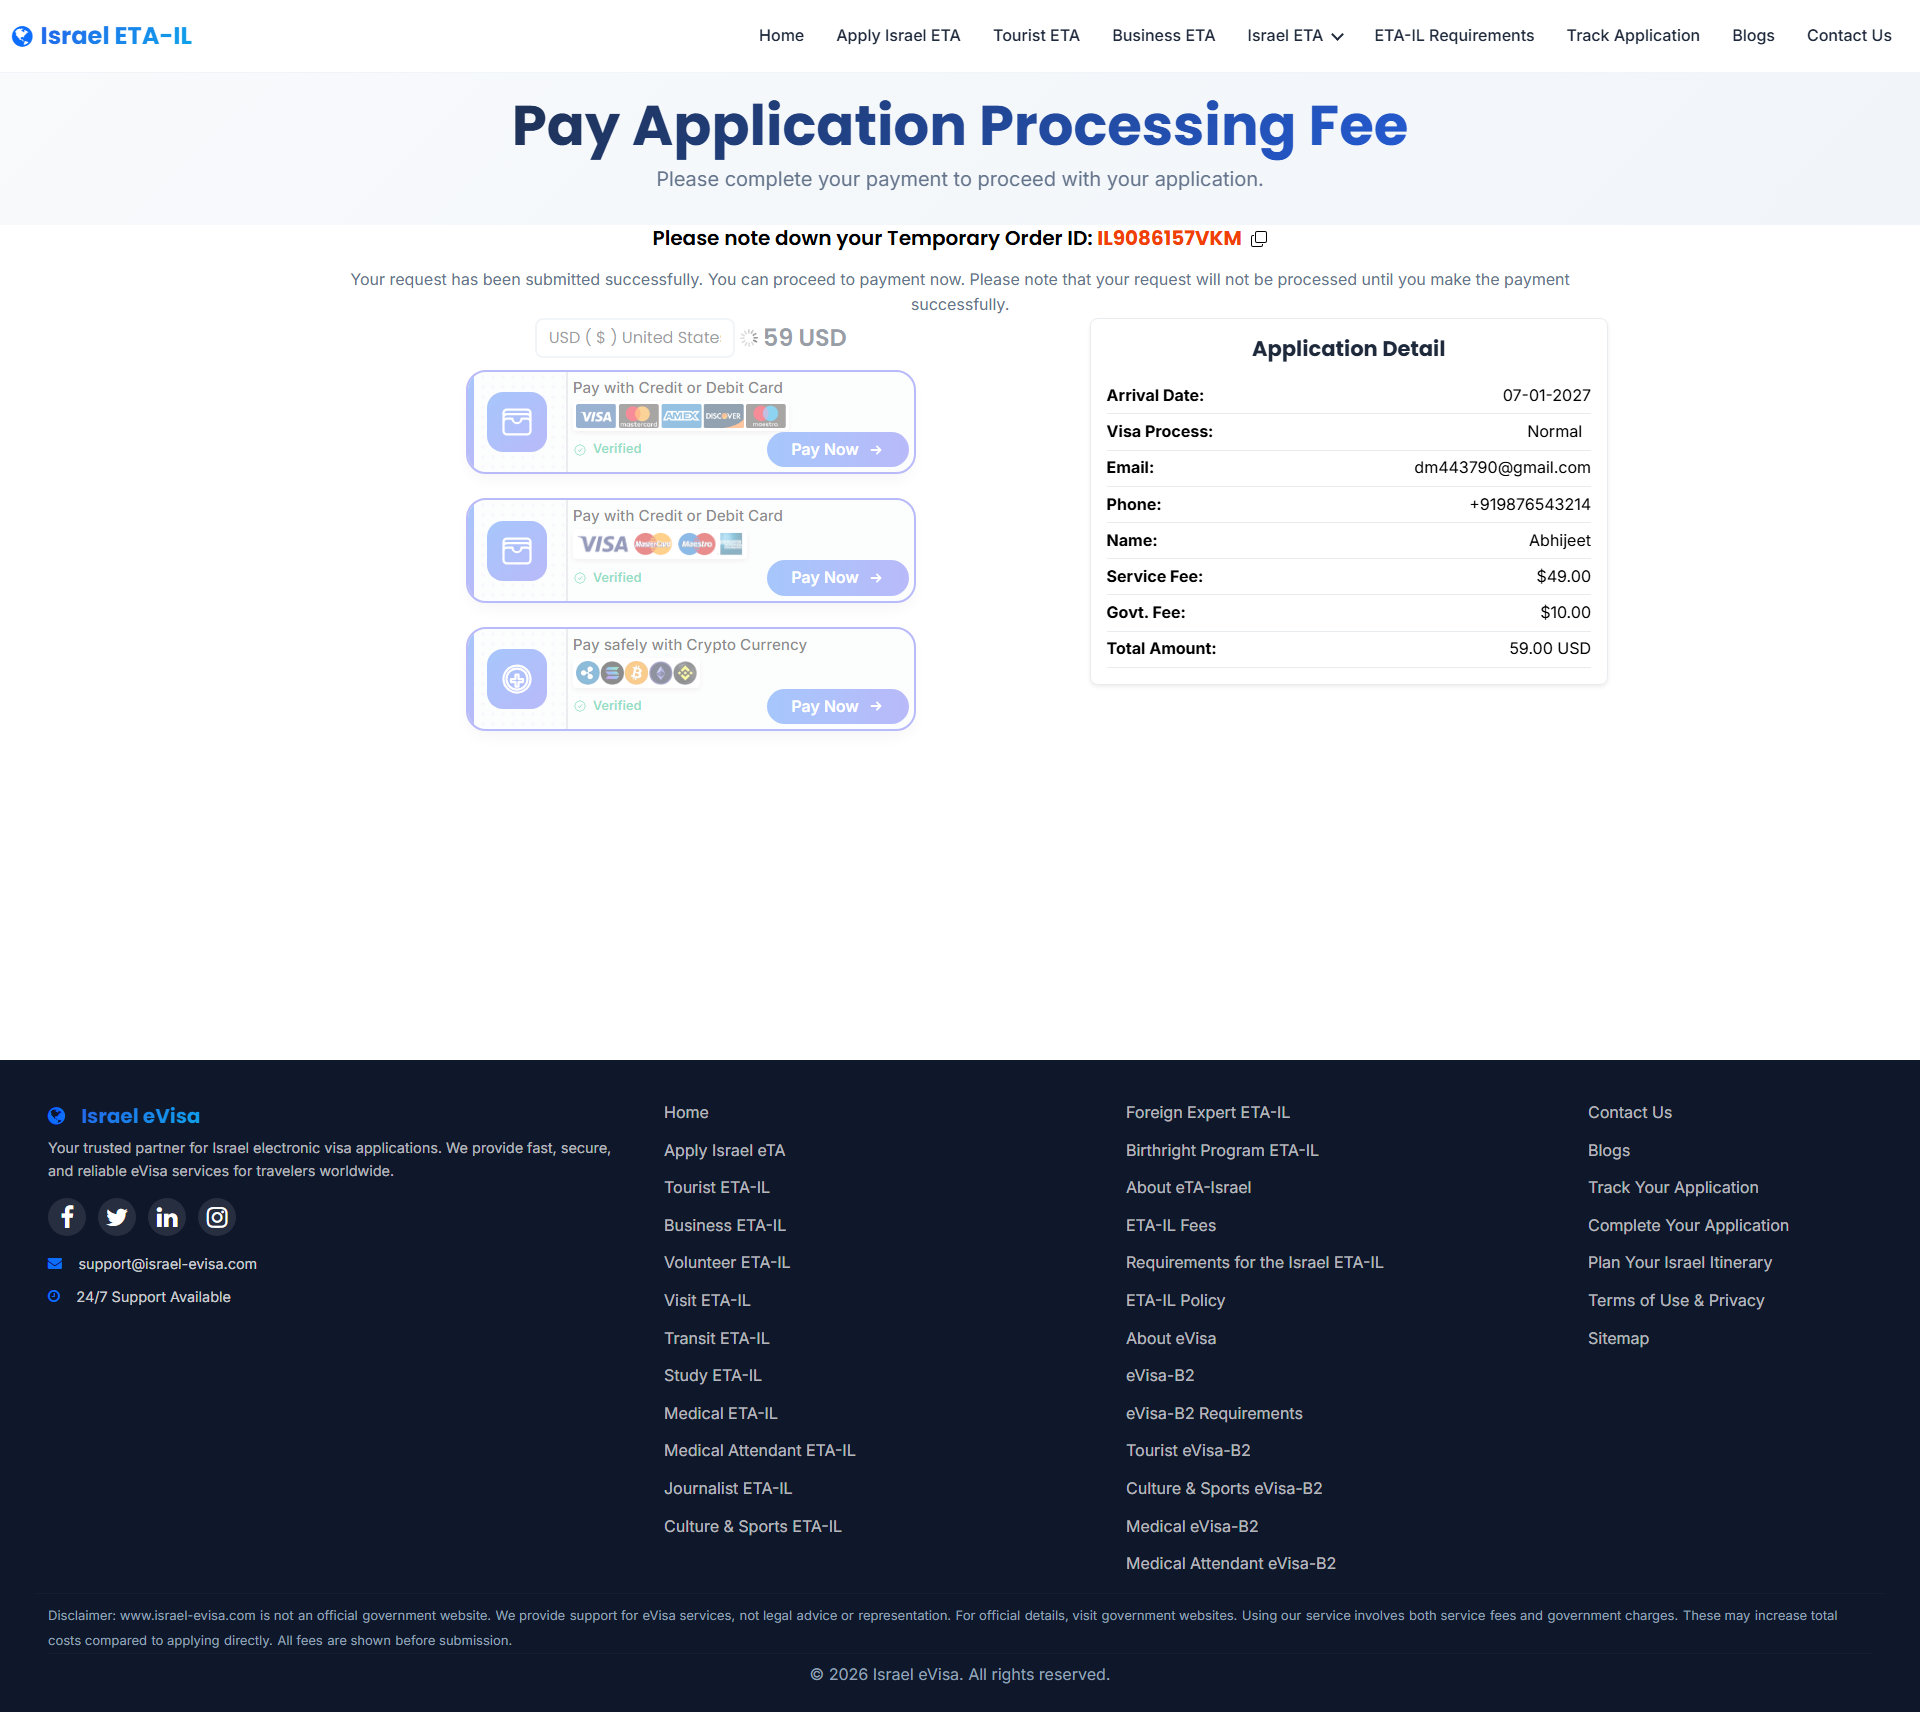 Israel ETA-IL
Home Apply Israel ETA Tourist ETA Business ETA Israel ETA ETA-IL Requirements Track Application Blogs Contact Us
Pay Application Processing Fee
Please complete your payment to proceed with your application.
Please note down your Temporary Order ID: IL9086157VKM
Your request has been submitted successfully. You can proceed to payment now. Please note that your request will not be processed until you make the payment
successfully.
USD ( $ ) United State
59 USD
Pay with Credit or Debit Card
VISA mastercard AMEX DISCOVER maestro
Verified
Pay Now
Pay with Credit or Debit Card
VISA MasterCard Maestro
Verified
Pay Now
Pay safely with Crypto Currency
Verified
Pay Now
Application Detail
Arrival Date: 07-01-2027
Visa Process: Normal
Email: dm443790@gmail.com
Phone: +919876543214
Name: Abhijeet
Service Fee: $49.00
Govt. Fee: $10.00
Total Amount: 59.00 USD
Israel eVisa
Your trusted partner for Israel electronic visa applications. We provide fast, secure,
and reliable eVisa services for travelers worldwide.
support@israel-evisa.com
24/7 Support Available
Home
Apply Israel eTA
Tourist ETA-IL
Business ETA-IL
Volunteer ETA-IL
Visit ETA-IL
Transit ETA-IL
Study ETA-IL
Medical ETA-IL
Medical Attendant ETA-IL
Journalist ETA-IL
Culture & Sports ETA-IL
Foreign Expert ETA-IL
Birthright Program ETA-IL
About eTA-Israel
ETA-IL Fees
Requirements for the Israel ETA-IL
ETA-IL Policy
About eVisa
eVisa-B2
eVisa-B2 Requirements
Tourist eVisa-B2
Culture & Sports eVisa-B2
Medical eVisa-B2
Medical Attendant eVisa-B2
Contact Us
Blogs
Track Your Application
Complete Your Application
Plan Your Israel Itinerary
Terms of Use & Privacy
Sitemap
Disclaimer: www.israel-evisa.com is not an official government website. We provide support for eVisa services, not legal advice or representation. For official details, visit government websites. Using our service involves both service fees and government charges. These may increase total
costs compared to applying directly. All fees are shown before submission.
© 2026 Israel eVisa. All rights reserved.